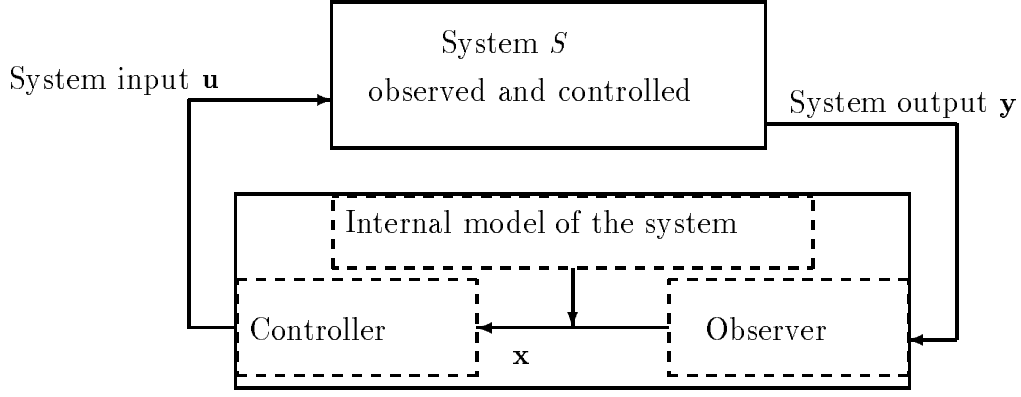 System S
System input u
observed and controlled
System output y
Internal model of the system
Controller
Observer
x